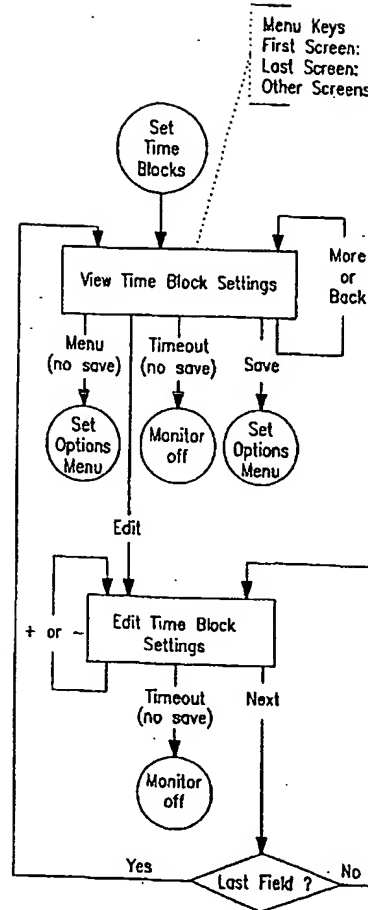 Menu Keys
First Screen:
Last Screen:
Other Screens
Set
Time
Blocks
View Time Block Settings
More
or
Back
Menu
(no save)
Timeout
(no save)
Save
Set
Options
Menu
Monitor
off
Set
Options
Menu
Edit
+ or ~
Edit Time Block
Settings
Timeout
(no save)
Next
Monitor
off
Yes
Last Field ?
No